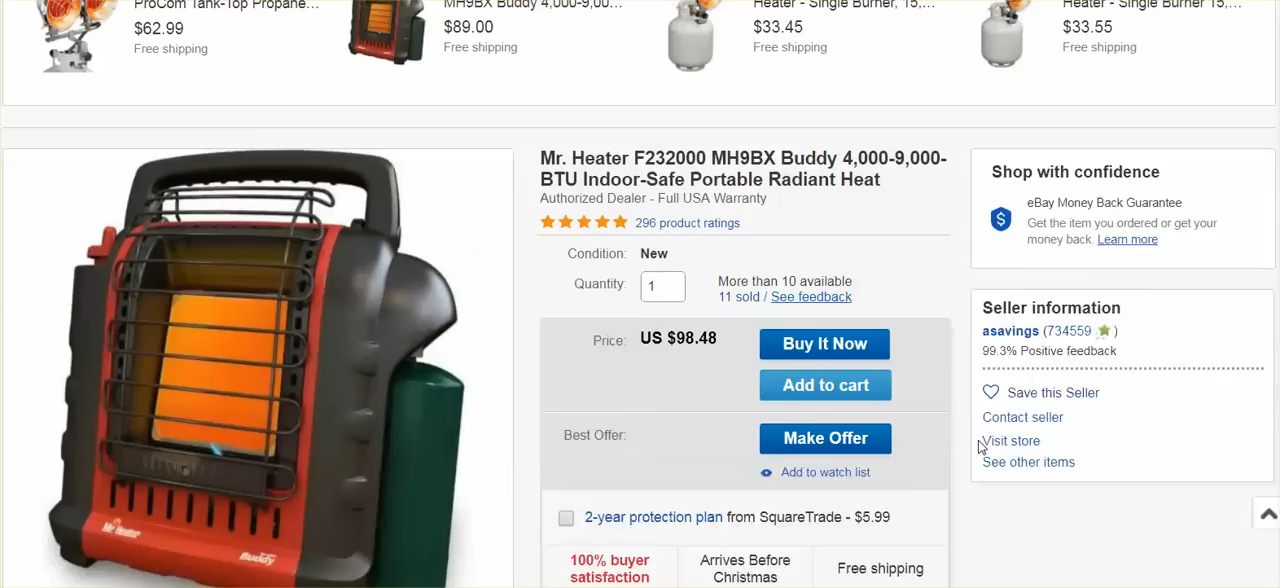 ProCom Tank-Top Propane...
$62.99
Free shipping
MH9BX Buddy 4,000-9,00...
$89.00
Free shipping
Heater - Single Burner, 15,...
$33.45
Free shipping
Heater - Single Burner 15,...
$33.55
Free shipping
Mr. Heater
Buddy
Mr. Heater F232000 MH9BX Buddy 4,000-9,000-
BTU Indoor-Safe Portable Radiant Heat
Authorized Dealer - Full USA Warranty
296 product ratings
Condition: New
Quantity: 1
More than 10 available
11 sold / See feedback
Price: US $98.48
Buy It Now
Add to cart
Best Offer:
Make Offer
Add to watch list
2-year protection plan from SquareTrade - $5.99
100% buyer
satisfaction
Arrives Before
Christmas
Free shipping
Shop with confidence
$
eBay Money Back Guarantee
Get the item you ordered or get your
money back. Learn more
Seller information
asavings (734559 )
99.3% Positive feedback
Save this Seller
Contact seller
Visit store
See other items